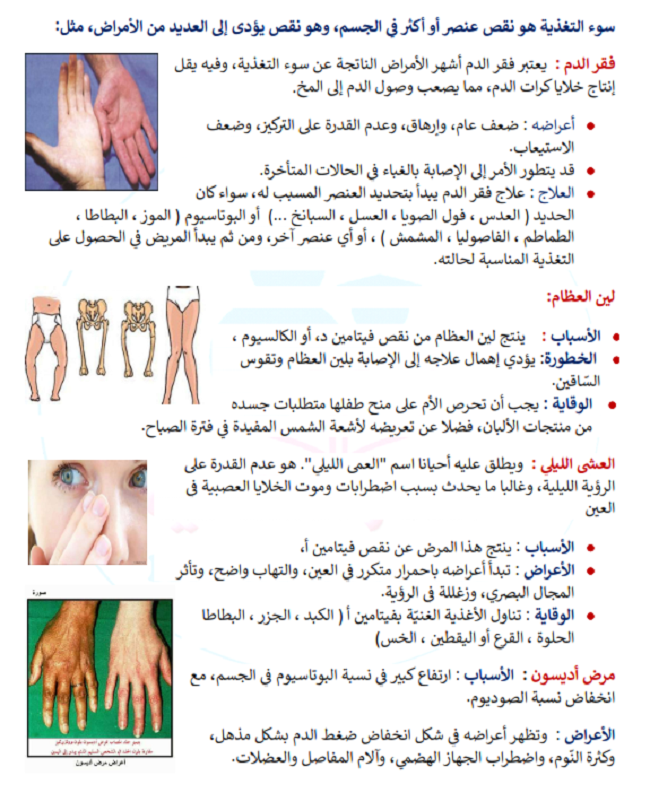 سوء التغذية هو نقص عنصر أو أكثر في الجسم، وهو نقص يؤدى إلى العديد من الأمراض، مثل:
فقر الدم : يعتبر فقر الدم أشهر الأمراض الناتجة عن سوء التغذية، وفيه يقل
إنتاج خلايا كرات الدم، مما يصعب وصول الدم إلى المخ.
• أعراضه : ضعف عام، وإرهاق، وعدم القدرة على التركيز، وضعف
الاستيعاب.
• قد يتطور الأمر إلى الإصابة بالغباء في الحالات المتأخرة.
• العلاج : علاج فقر الدم يبدأ بتحديد العنصر المسبب له، سواء كان
الحديد ( العدس ، فول الصويا ، العسل ، السبانخ ...) أو البوتاسيوم ( الموز ، البطاطا ،
الطماطم ، الفاصوليا ، المشمش ) ، أو أي عنصر آخر، ومن ثم يبدأ المريض في الحصول على
التغذية المناسبة لحالته.
لين العظام:
• الأسباب : ينتج لين العظام من نقص فيتامين د، أو الكالسيوم ،
• الخطورة: يؤدي إهمال علاجه إلى الإصابة بلين العظام وتقوس
السّاقين.
• الوقاية : يجب أن تحرص الأم على منح طفلها متطلبات جسده
من منتجات الألبان، فضلا عن تعريضه لأشعة الشمس المفيدة في فترة الصباح.
العشى الليلي : ويطلق عليه أحيانا اسم "العمى الليلي". هو عدم القدرة على
الرؤية الليلية، وغالبا ما يحدث بسبب اضطرابات وموت الخلايا العصبية في
العين
• الأسباب : ينتج هذا المرض عن نقص فيتامين أ،
• الأعراض : تبدأ أعراضه باحمرار متكرر في العين، والتهاب واضح، وتأثر
المجال البصري، وزغللة في الرؤية.
• الوقاية : تناول الأغذية الغنيّة بفيتامين أ ( الكبد ، الجزر ، البطاطا
الحلوة ، القرع أو اليقطين ، الخس)
صورة
مرض أديسون : الأسباب : ارتفاع كبير في نسبة البوتاسيوم في الجسم، مع
انخفاض نسبة الصوديوم.
الأعراض : وتظهر أعراضه في شكل انخفاض ضغط الدم بشكل مذهل،
وكثرة النّوم، واضطراب الجهاز الهضمي، وآلام المفاصل والعضلات.
أعراض مرض أديسون